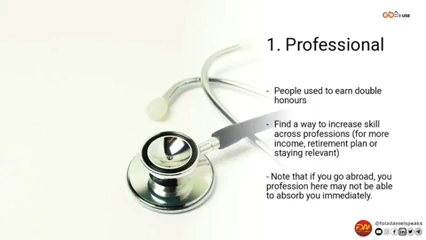 1. Professional
- People used to earn double
honours
- Find a way to increase skill
across professions (for more
income, retirement plan or
staying relevant)
- Note that if you go abroad, you
profession here may not be able
to absorb you immediately.
@foladanielspeaks